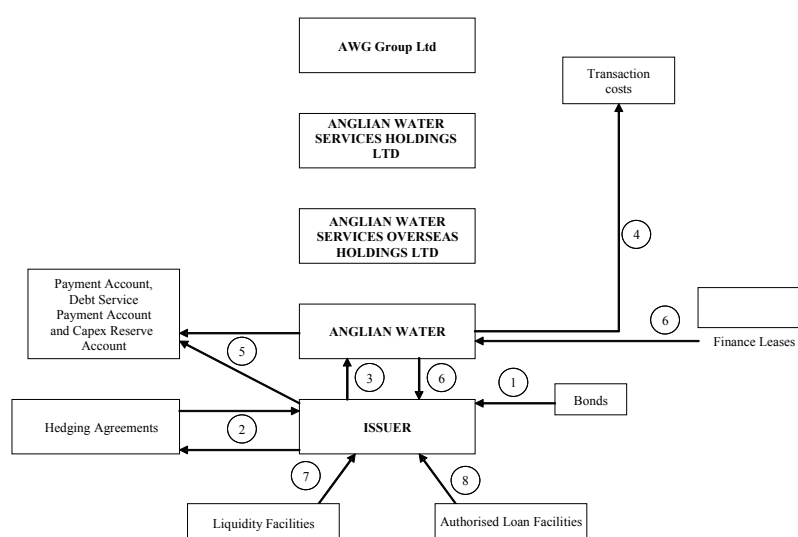 AWG Group Ltd
Transaction
costs
ANGLIAN WATER
SERVICES HOLDINGS
LTD
ANGLIAN WATER
SERVICES OVERSEAS
HOLDINGS LTD
4
Payment Account,
Debt Service
Payment Account
and Capex Reserve
Account
ANGLIAN WATER
6
Finance Leases
5
3
6
1
Bonds
Hedging Agreements
2
ISSUER
7
8
Liquidity Facilities
Authorised Loan Facilities